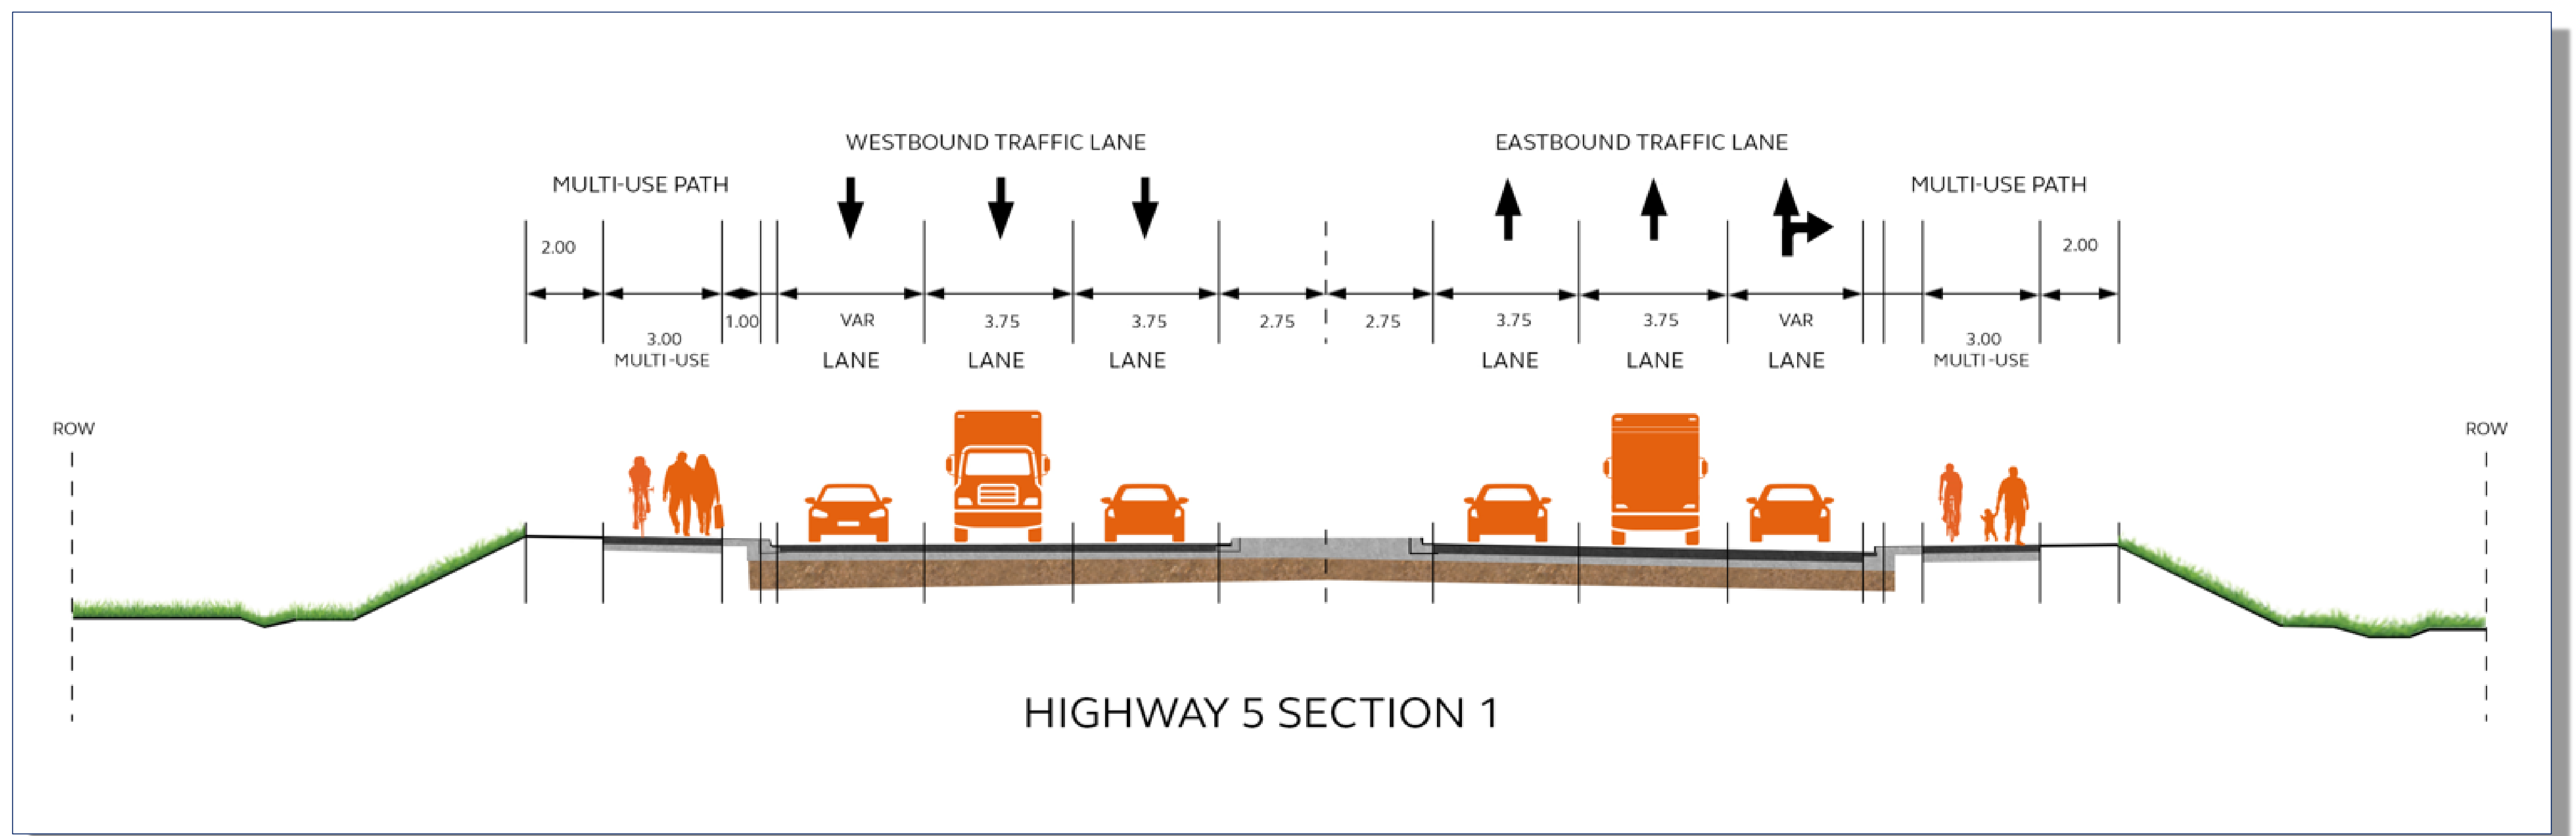 WESTBOUND TRAFFIC LANE
EASTBOUND TRAFFIC LANE
MULTI-USE PATH
MULTI-USE PATH
2.00
2.00
1.00
VAR
3.75
3.75
2.75
2.75
3.75
3.75
VAR
3.00
MULTI-USE
LANE
LANE
LANE
LANE
LANE
LANE
3.00
MULTI-USE
ROW
ROW
HIGHWAY 5 SECTION 1